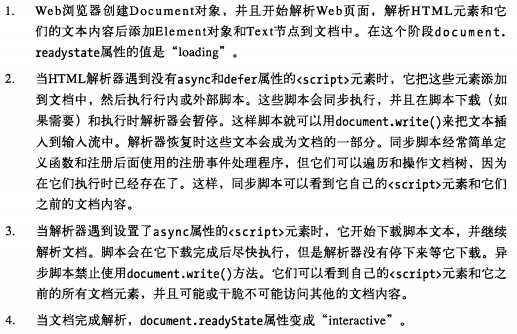 1. Web浏览器创建Document对象，并且开始解析Web页面，解析HTML元素和它
们的文本内容后添加Element对象和Text节点到文档中。在这个阶段document.
readystate属性的值是“loading”。
2. 当HTML解析器遇到没有async和defer属性的<script>元素时，它把这些元素添加
到文档中，然后执行行内或外部脚本。这些脚本会同步执行，并且在脚本下载（如
果需要）和执行时解析器会暂停。这样脚本就可以用document.write()来把文本插
入到输入流中。解析器恢复时这些文本会成为文档的一部分。同步脚本经常简单定
义函数和注册后面使用的注册事件处理程序，但它们可以遍历和操作文档树，因为
在它们执行时已经存在了。这样，同步脚本可以看到它自己的<script>元素和它们
之前的文档内容。
3. 当解析器遇到设置了async属性的<script>元素时，它开始下载脚本文本，并继续
解析文档。脚本会在它下载完成后尽快执行，但是解析器没有停下来等它下载。异
步脚本禁止使用document.write()方法。它们可以看到自己的<script>元素和它之
前的所有文档元素，并且可能或干脆不可能访问其他的文档内容。
4. 当文档完成解析，document.readyState属性变成“interactive”。